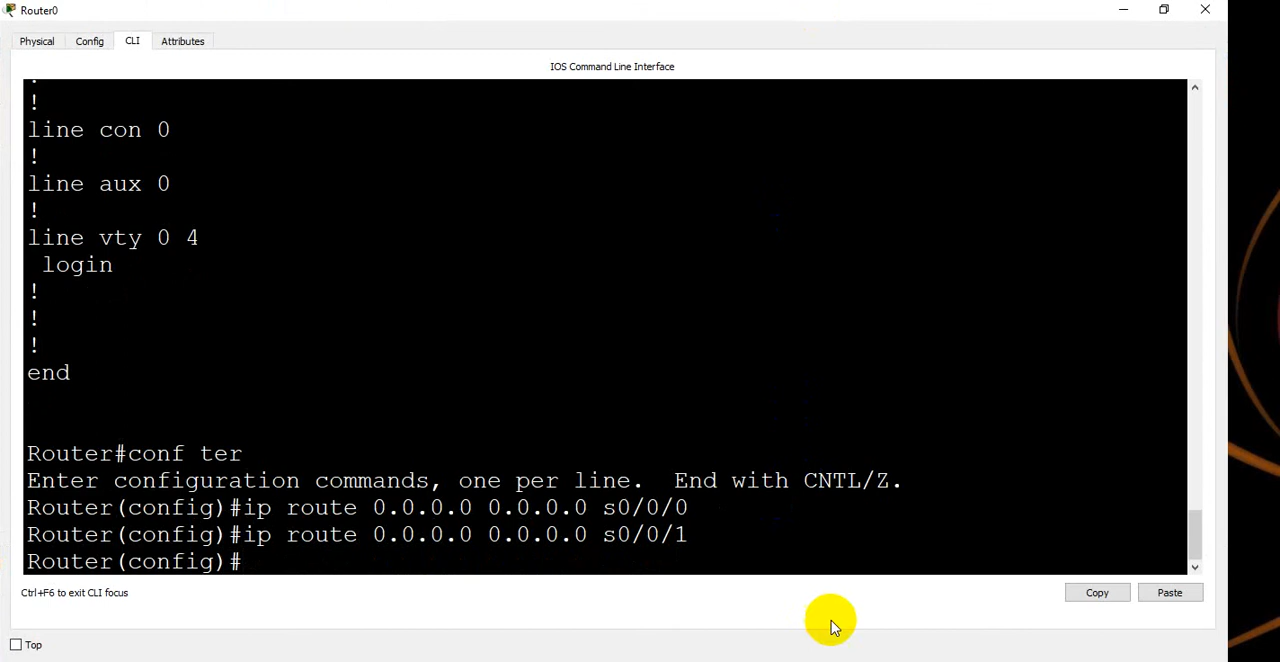 Router0
Physical Config CLI Attributes
IOS Command Line Interface
!
!
line con 0
!
line aux 0
!
line vty 0 4
login
!
!
!
end
Router#conf ter
Enter configuration commands, one per line. End with CNTL/Z.
Router(config)#ip route 0.0.0.0 0.0.0.0 s0/0/0
Router(config)#ip route 0.0.0.0 0.0.0.0 s0/0/1
Router(config)#
Ctrl+F6 to exit CLI focus
Copy Paste
Top